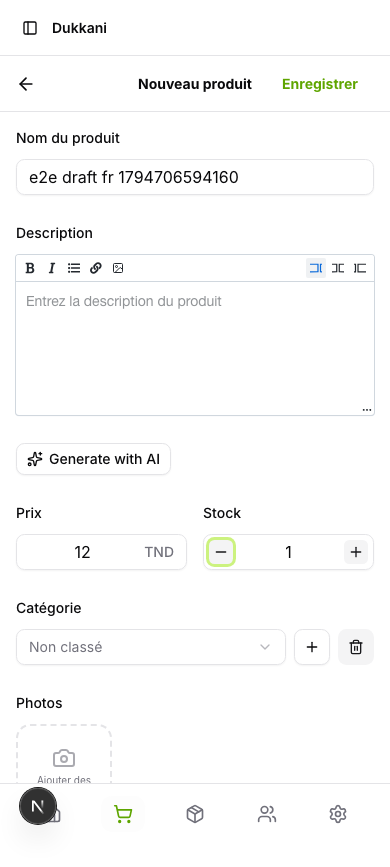 Dukkani
Nouveau produit
Enregistrer
Nom du produit
e2e draft fr 1794706594160
Description
B I
Entrez la description du produit
...
Generate with AI
Prix
Stock
12 TND
1
Catégorie
Non classé
Photos
Ajouter des
N